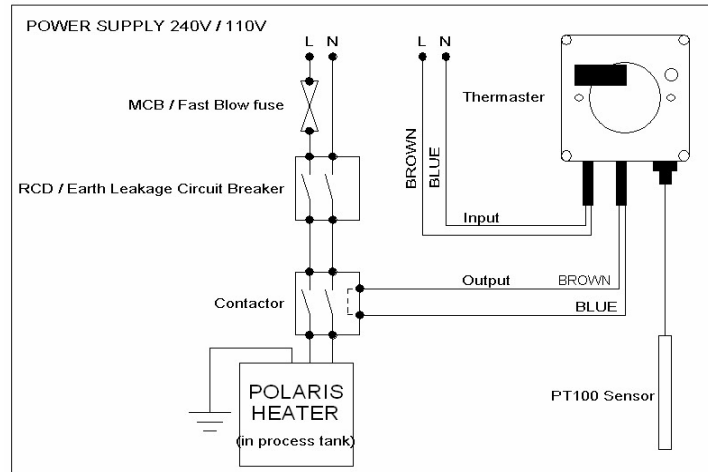 POWER SUPPLY 240V / 110V
L N
L N
MCB / Fast Blow fuse
Thermaster
BROWN
BLUE
RCD / Earth Leakage Circuit Breaker
Input
Output
BROWN
Contactor
BLUE
POLARIS
HEATER
(in process tank)
PT100 Sensor